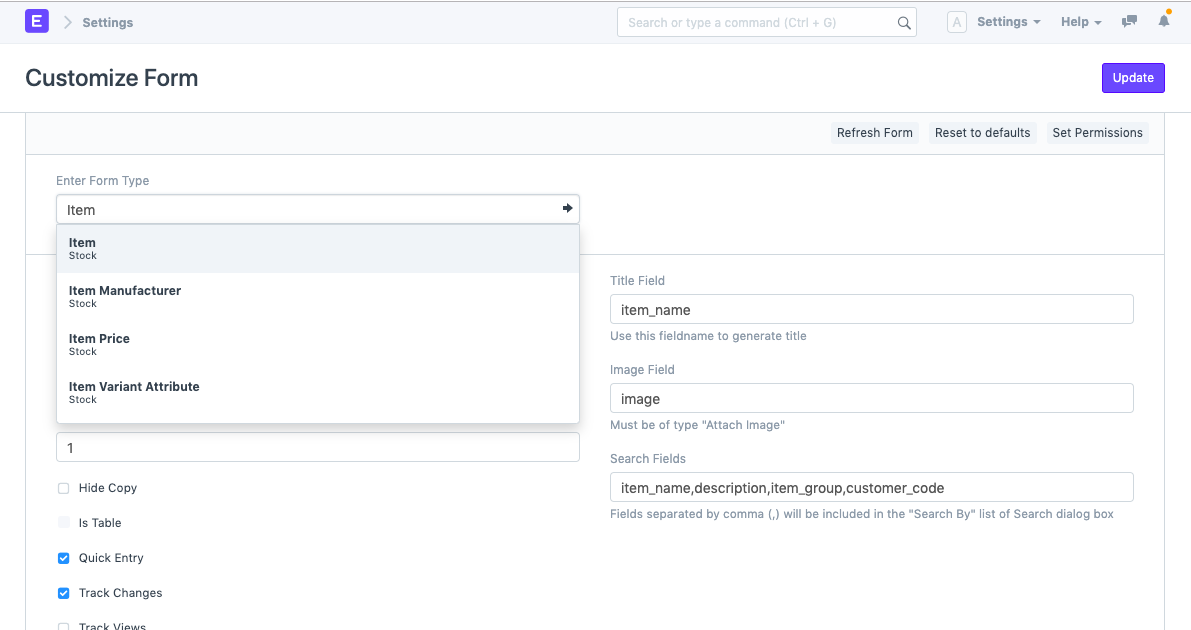 E Settings
Search or type a command (Ctrl + G)
A Settings Help
Customize Form
Update
Refresh Form Reset to defaults Set Permissions
Enter Form Type
Item
Item
Stock
Item Manufacturer
Stock
Item Price
Stock
Item Variant Attribute
Stock
1
Hide Copy
Is Table
Quick Entry
Track Changes
Track Views
Title Field
item_name
Use this fieldname to generate title
Image Field
image
Must be of type "Attach Image"
Search Fields
item_name,description,item_group,customer_code
Fields separated by comma (,) will be included in the "Search By" list of Search dialog box